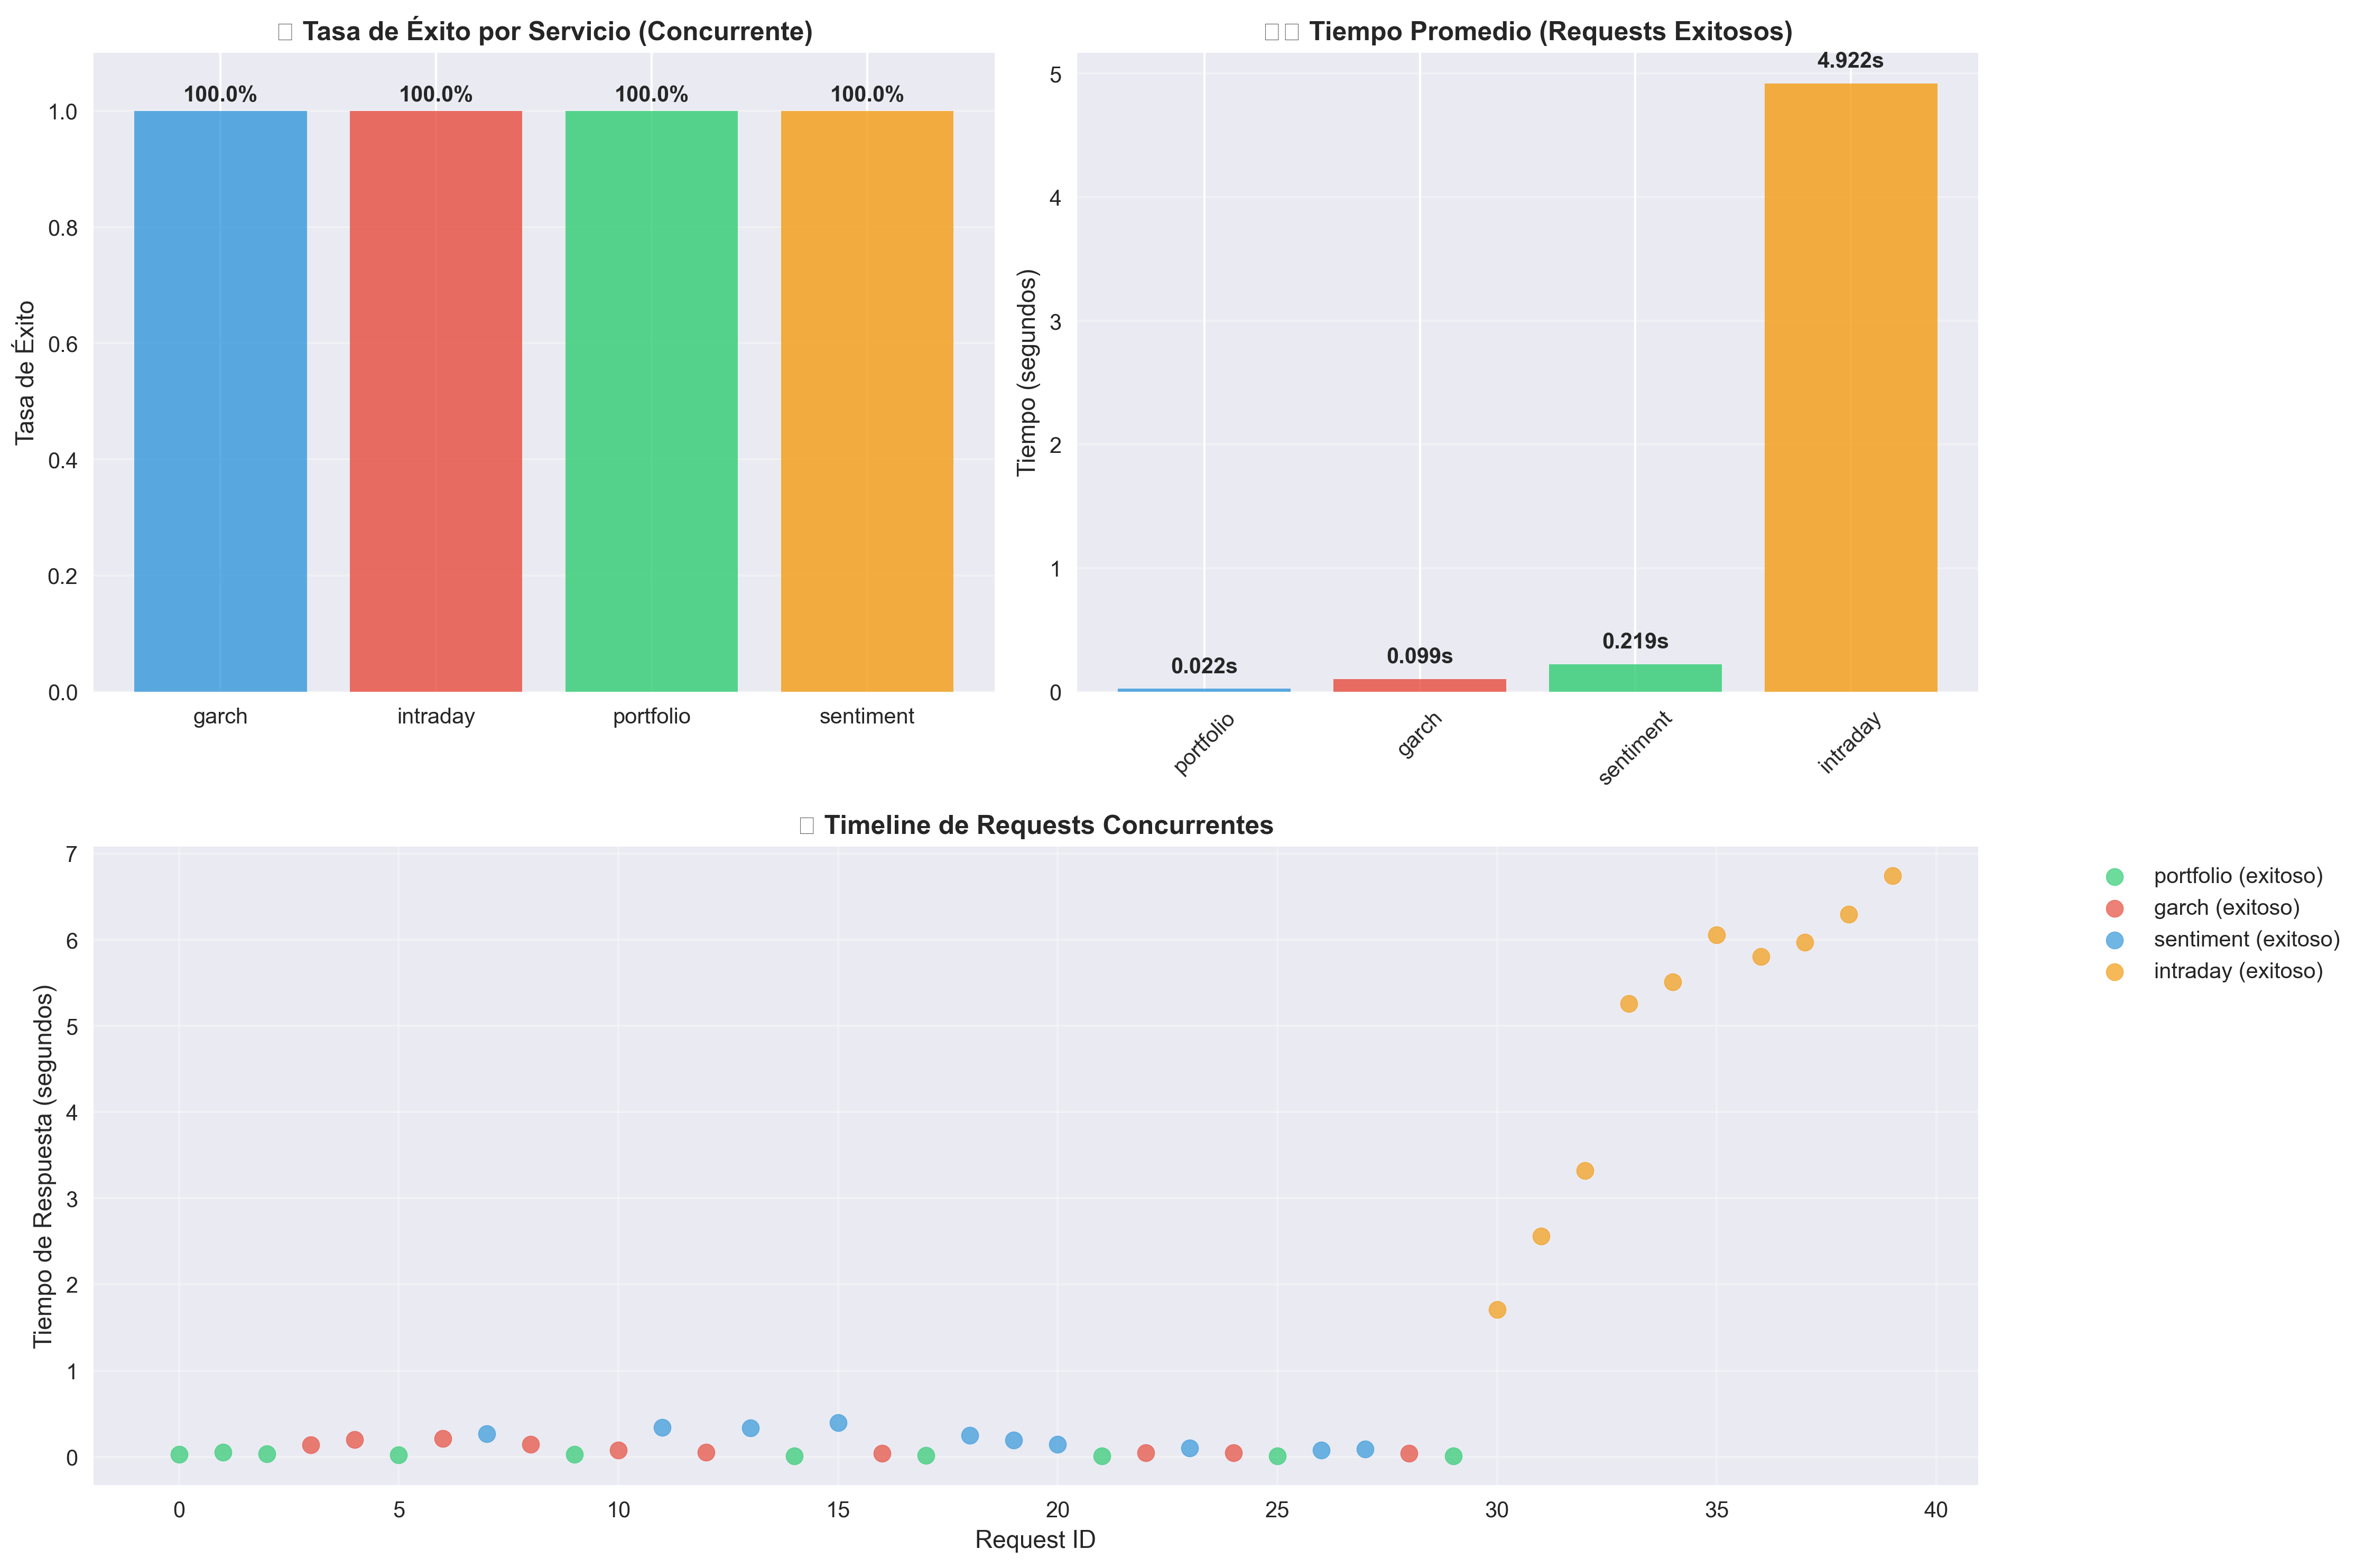 Tasa de Éxito por Servicio (Concurrente)
Tasa de Éxito
1.0
0.8
0.6
0.4
0.2
0.0
100.0% 100.0% 100.0% 100.0%
garch intraday portfolio sentiment
Tiempo Promedio (Requests Exitosos)
Tiempo (segundos)
5
4
3
2
1
0
0.022s 0.099s 0.219s 4.922s
portfolio garch sentiment intraday
Timeline de Requests Concurrentes
Tiempo de Respuesta (segundos)
7
6
5
4
3
2
1
0
0 5 10 15 20 25 30 35 40
Request ID
portfolio (exitoso)
garch (exitoso)
sentiment (exitoso)
intraday (exitoso)